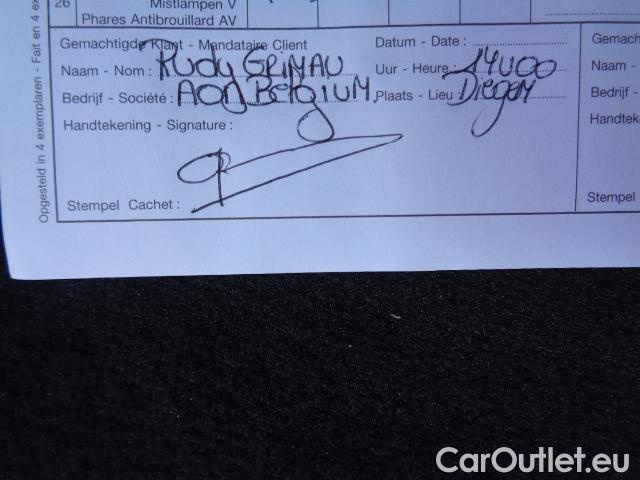 26
Mistlampen V
Phares Antibrouillard AV
Gemachtigde Klant - Mandataire Client
Datum - Date :
Gemach
Naam - Nom : Rudy GRIMAU
Uur - Heure : 14u00
Naam -
Bedrijf - Société : AON BELGIUM
Plaats - Lieu : Diegem
Bedrijf -
Handtekening - Signature :
Handtek
Stempel Cachet :
Stempel
Opgesteld in 4 exemplaren - Fait en 4 ex
CarOutlet.eu